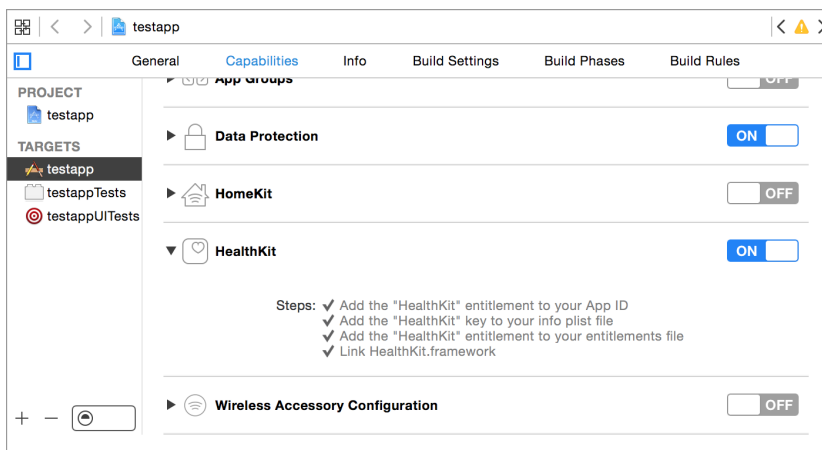 testapp
General Capabilities Info Build Settings Build Phases Build Rules
PROJECT
testapp
TARGETS
testapp
testappTests
testappUITests
App Groups OFF
Data Protection ON
HomeKit OFF
HealthKit ON
Steps: ✔ Add the "HealthKit" entitlement to your App ID
✔ Add the "HealthKit" key to your info plist file
✔ Add the "HealthKit" entitlement to your entitlements file
✔ Link HealthKit.framework
Wireless Accessory Configuration OFF